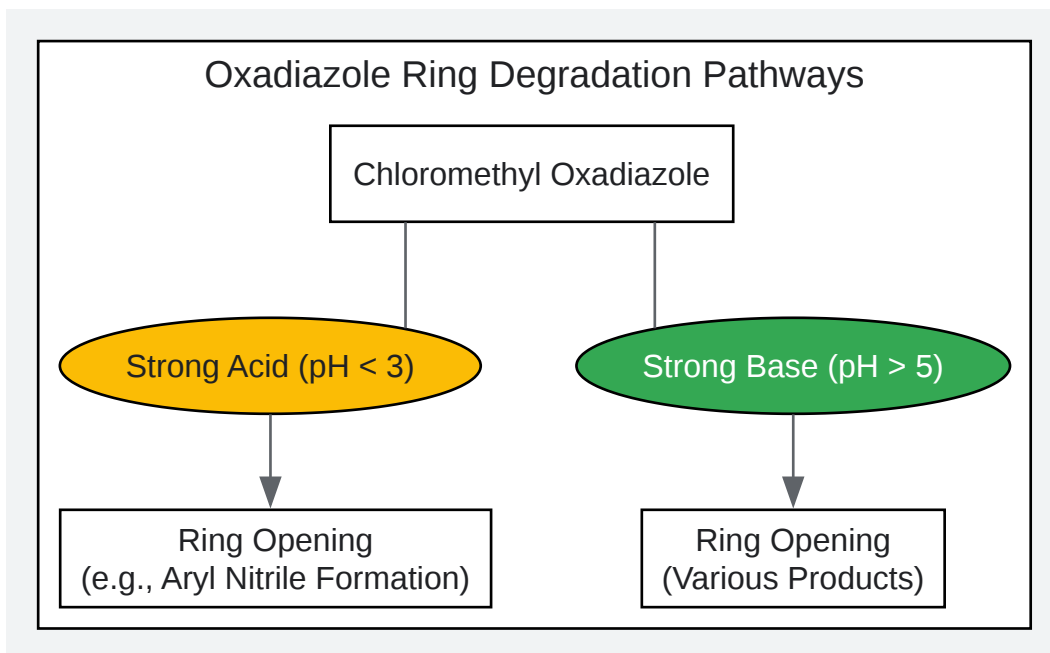 Oxadiazole Ring Degradation Pathways
Chloromethyl Oxadiazole
Strong Acid (pH < 3)
Strong Base (pH > 5)
Ring Opening
(e.g., Aryl Nitrile Formation)
Ring Opening
(Various Products)